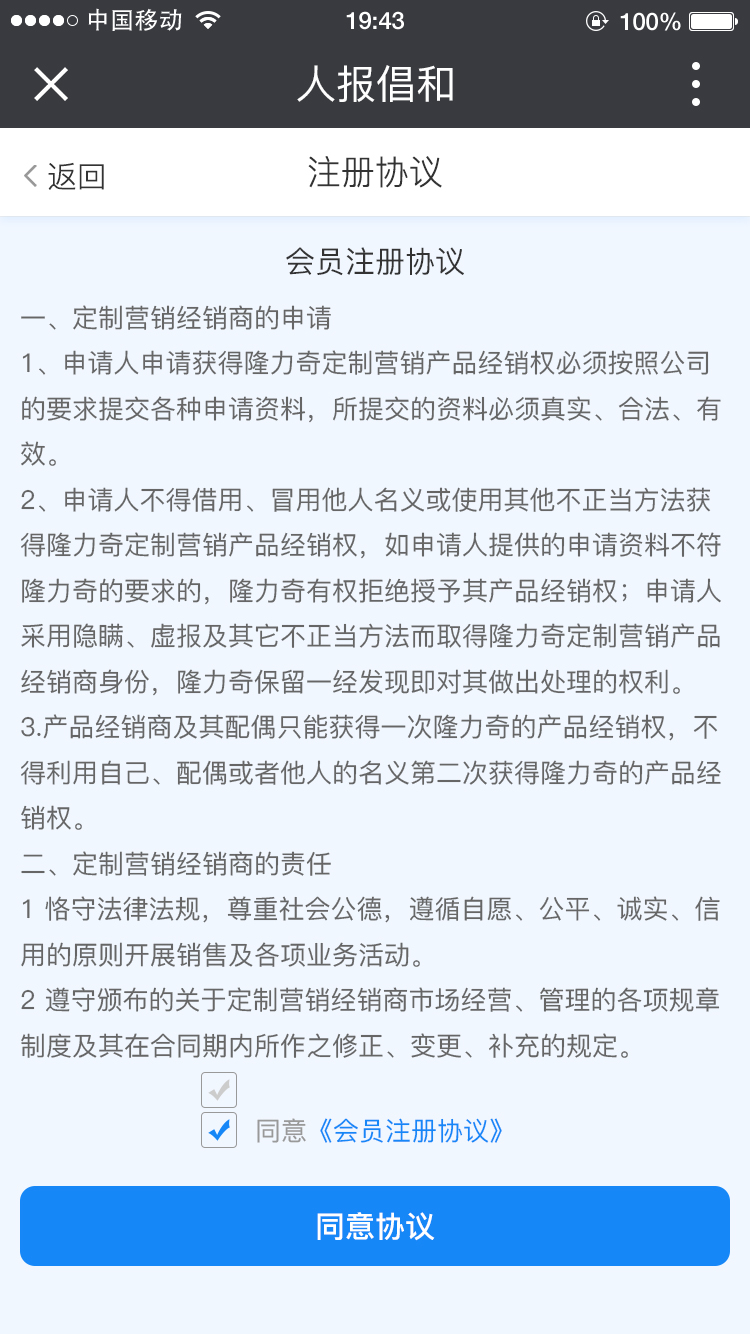 中国移动 19:43 100%
人报倡和
返回 注册协议
会员注册协议
一、定制营销经销商的申请
1、申请人申请获得隆力奇定制营销产品经销权必须按照公司
的要求提交各种申请资料，所提交的资料必须真实、合法、有
效。
2、申请人不得借用、冒用他人名义或使用其他不正当方法获
得隆力奇定制营销产品经销权，如申请人提供的申请资料不符
隆力奇的要求的，隆力奇有权拒绝授予其产品经销权；申请人
采用隐瞒、虚报及其它不正当方法而取得隆力奇定制营销产品
经销商身份，隆力奇保留一经发现即对其做出处理的权利。
3.产品经销商及其配偶只能获得一次隆力奇的产品经销权，不
得利用自己、配偶或者他人的名义第二次获得隆力奇的产品经
销权。
二、定制营销经销商的责任
1 恪守法律法规，尊重社会公德，遵循自愿、公平、诚实、信
用的原则开展销售及各项业务活动。
2 遵守颁布的关于定制营销经销商市场经营、管理的各项规章
制度及其在合同期内所作之修正、变更、补充的规定。
同意《会员注册协议》
同意协议